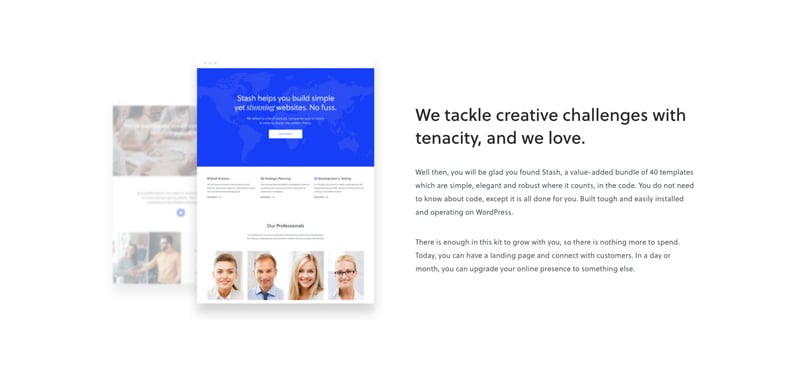 Stash helps you build simple
yet stunning websites. No fuss.
We tackle creative challenges with
tenacity, and we love.
Well then, you will be glad you found Stash, a value-added bundle of 40 templates
which are simple, elegant and robust where it counts, in the code. You do not need
to know about code, except it is all done for you. Built tough and easily installed
and operating on WordPress.
There is enough in this kit to grow with you, so there is nothing more to spend.
Today, you can have a landing page and connect with customers. In a day or
month, you can upgrade your online presence to something else.
Our Professionals